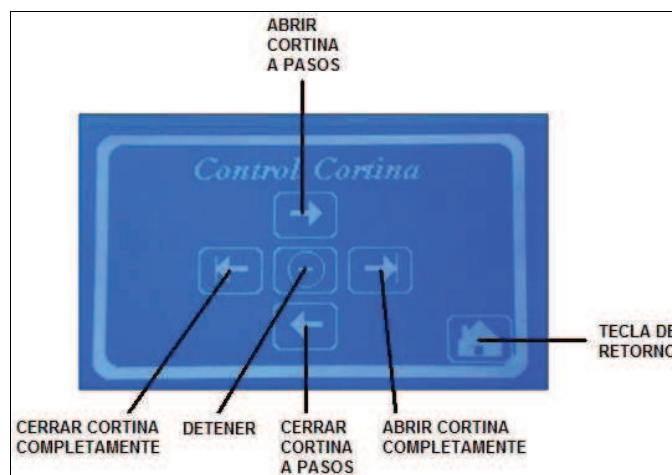 ABRIR
CORTINA
A PASOS
Control Cortina
TECLA DE
RETORNO
CERRAR CORTINA
COMPLETAMENTE
DETENER
CERRAR
CORTINA
A PASOS
ABRIR CORTINA
COMPLETAMENTE